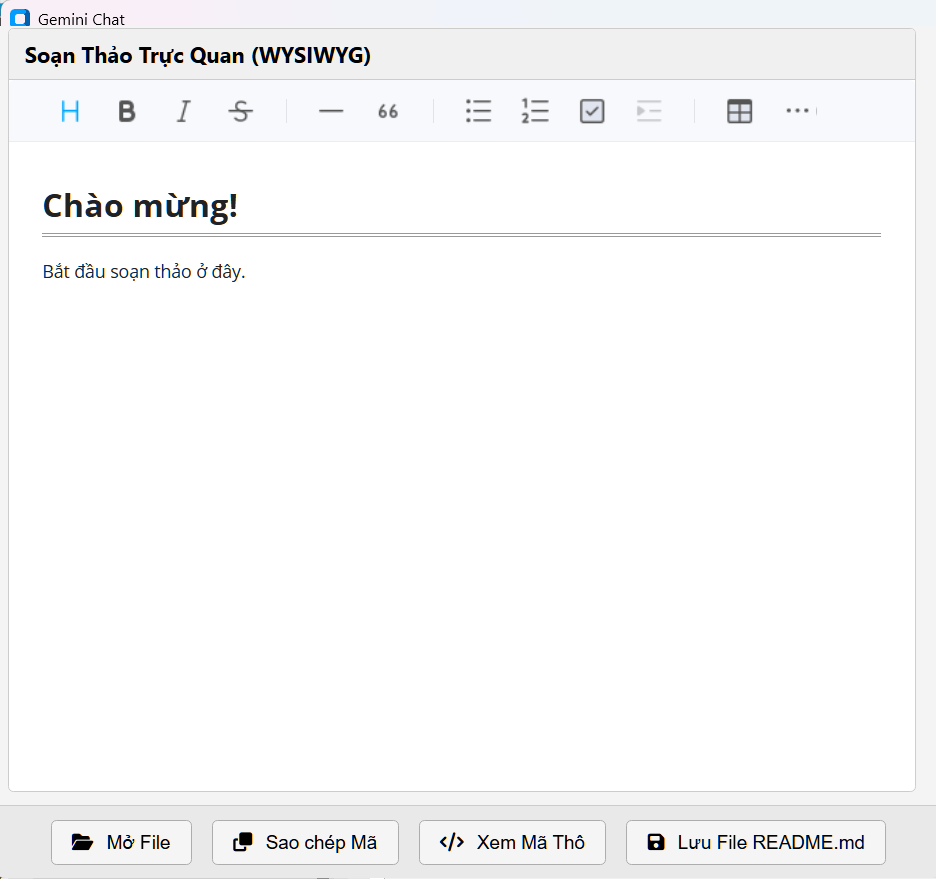 Gemini Chat
Soạn Thảo Trực Quan (WYSIWYG)
H B I S 66
Chào mừng!
Bắt đầu soạn thảo ở đây.
Mở File Sao chép Mã Xem Mã Thô Lưu File README.md